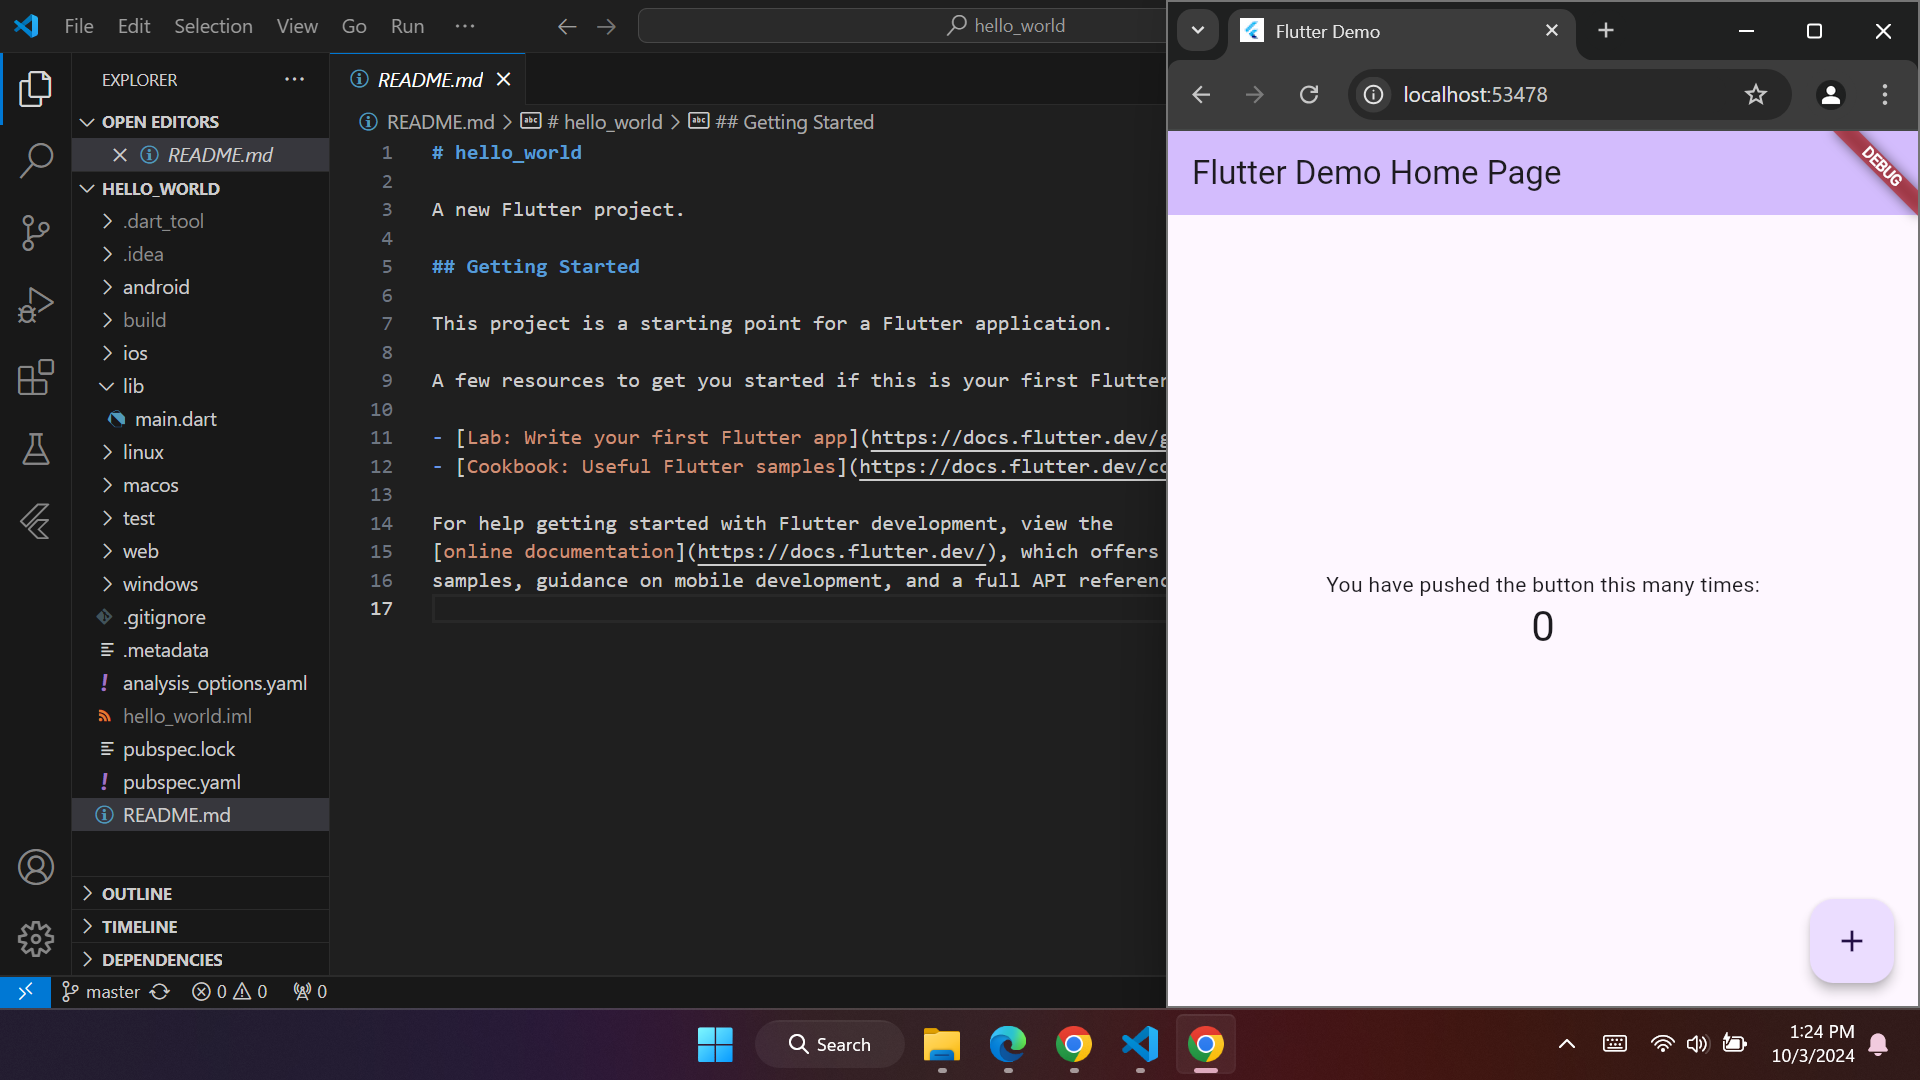 File Edit Selection View Go Run ···
hello_world
EXPLORER ···
OPEN EDITORS
README.md
HELLO_WORLD
.dart_tool
.idea
android
build
ios
lib
main.dart
linux
macos
test
web
windows
.gitignore
.metadata
! analysis_options.yaml
hello_world.iml
pubspec.lock
! pubspec.yaml
README.md
OUTLINE
TIMELINE
DEPENDENCIES
master 0 0 0
README.md
README.md > # hello_world > ## Getting Started
1 # hello_world
2
3 A new Flutter project.
4
5 ## Getting Started
6
7 This project is a starting point for a Flutter application.
8
9 A few resources to get you started if this is your first Flutter
10
11 - [Lab: Write your first Flutter app](https://docs.flutter.dev/g
12 - [Cookbook: Useful Flutter samples](https://docs.flutter.dev/co
13
14 For help getting started with Flutter development, view the
15 [online documentation](https://docs.flutter.dev/), which offers
16 samples, guidance on mobile development, and a full API referenc
17
Flutter Demo
localhost:53478
Flutter Demo Home Page
DEBUG
You have pushed the button this many times:
0
+
Search
1:24 PM
10/3/2024